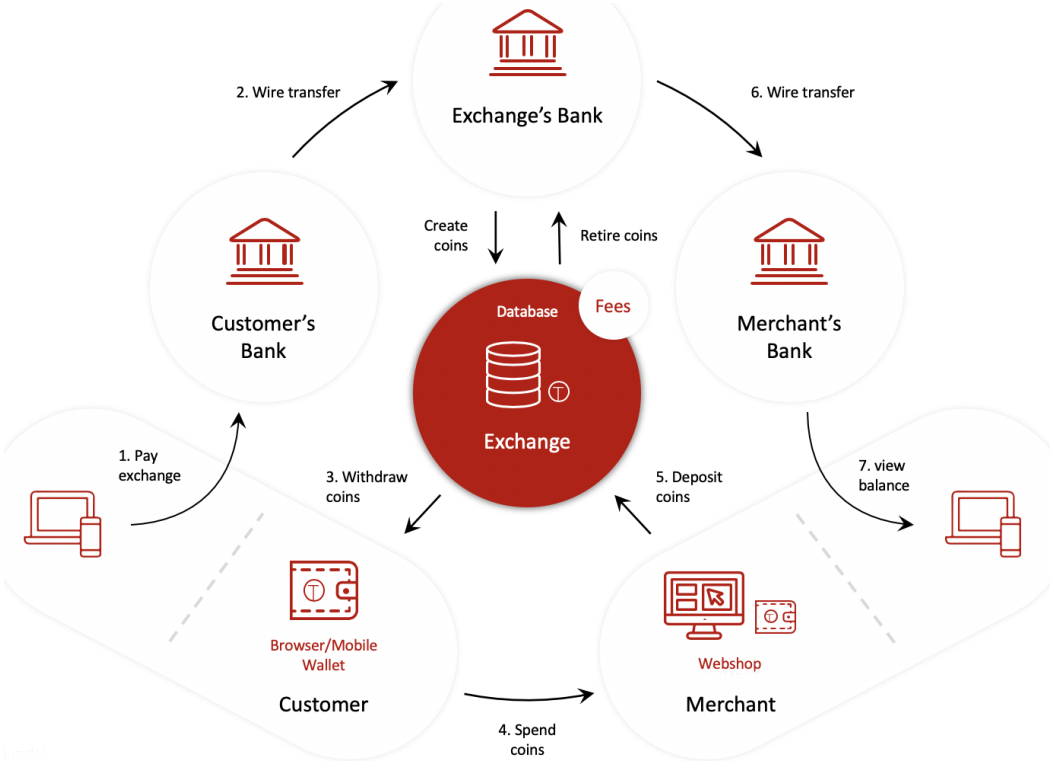 2. Wire transfer
6. Wire transfer
Exchange's Bank
Create
coins
Retire coins
Customer's
Bank
Database
Fees
Merchant's
Bank
T
Exchange
1. Pay
exchange
3. Withdraw
coins
5. Deposit
coins
7. view
balance
T
T
Browser/Mobile
Wallet
Webshop
Customer
Merchant
4. Spend
coins